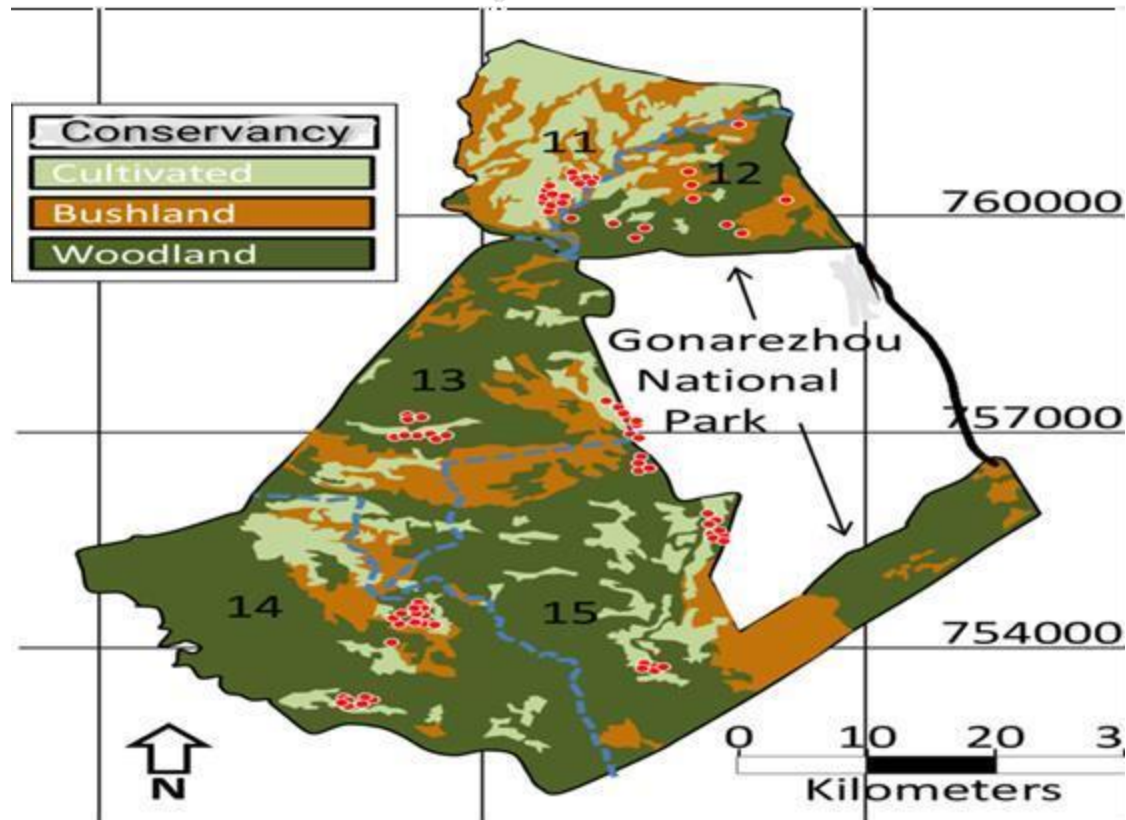 Conservancy
Cultivated
Bushland
Woodland
11
12
760000
Gonarezhou
National
Park
13
757000
14
15
754000
0 10 20 3
Kilometers
N